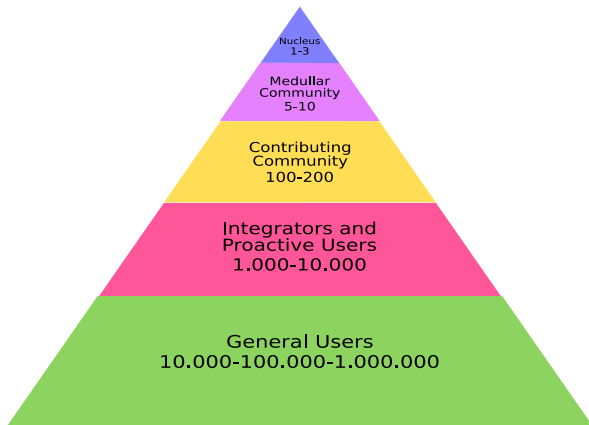 Nucleus
1-3
Medullar
Community
5-10
Contributing
Community
100-200
Integrators and
Proactive Users
1.000-10.000
General Users
10.000-100.000-1.000.000